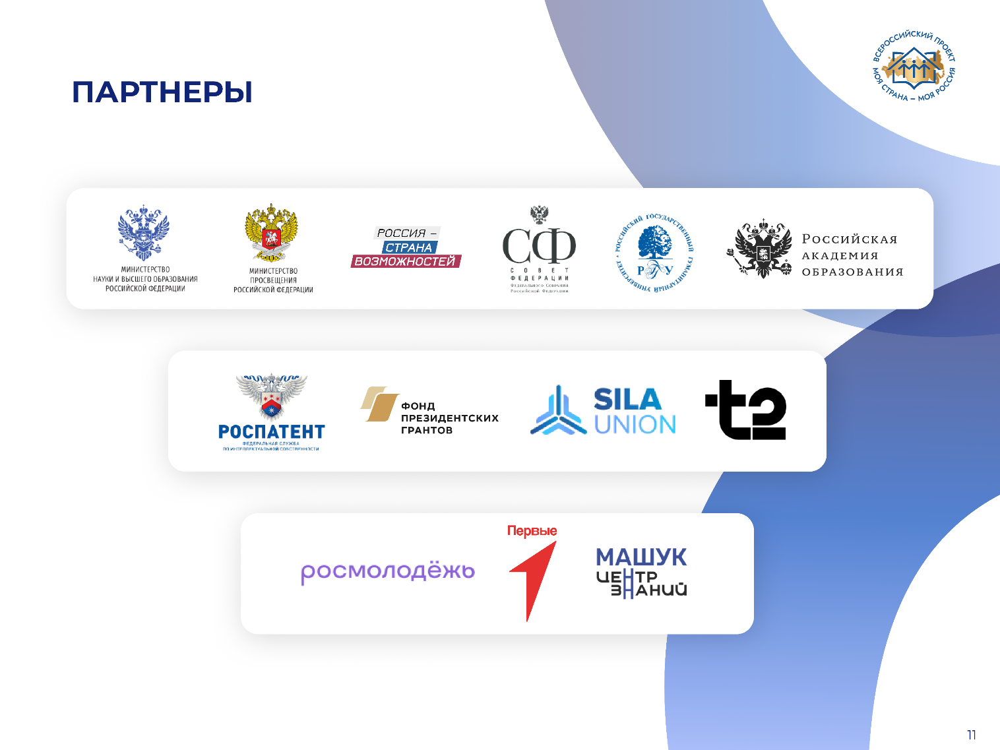 ВСЕРОССИЙСКИЙ ПРОЕКТ
МОЯ СТРАНА – МОЯ РОССИЯ
ПАРТНЕРЫ
МИНИСТЕРСТВО
НАУКИ И ВЫСШЕГО ОБРАЗОВАНИЯ
РОССИЙСКОЙ ФЕДЕРАЦИИ
МИНИСТЕРСТВО
ПРОСВЕЩЕНИЯ
РОССИЙСКОЙ ФЕДЕРАЦИИ
РОССИЯ –
СТРАНА
ВОЗМОЖНОСТЕЙ
СФ
СОВЕТ
ФЕДЕРАЦИИ
Федерального Собрания
Российской Федерации
РОССИЙСКИЙ ГОСУДАРСТВЕННЫЙ ГУМАНИТАРНЫЙ УНИВЕРСИТЕТ
РГГУ
РОССИЙСКАЯ
АКАДЕМИЯ
ОБРАЗОВАНИЯ
РОСПАТЕНТ
ФЕДЕРАЛЬНАЯ СЛУЖБА
ПО ИНТЕЛЛЕКТУАЛЬНОЙ СОБСТВЕННОСТИ
ФОНД
ПРЕЗИДЕНТСКИХ
ГРАНТОВ
SILA
UNION
t2
росмолодёжь
Первые
МАШУК
ЦЕНТР
ЗНАНИЙ
11